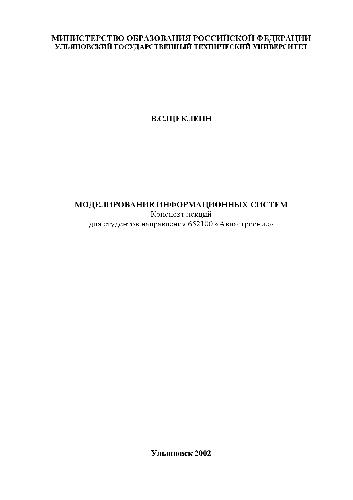 МИНИСТЕРСТВО ОБРАЗОВАНИЯ РОССИЙСКОЙ ФЕДЕРАЦИИ
УЛЬЯНОВСКИЙ ГОСУДАРСТВЕННЫЙ ТЕХНИЧЕСКИЙ УНИВЕРСИТЕТ
В.С.ЩЕКЛЕИН
МОДЕЛИРОВАНИЕ ИНФОРМАЦИОННЫХ СИСТЕМ
Конспект лекций
для студентов направления 652100 «Авиастроение»
Ульяновск 2002